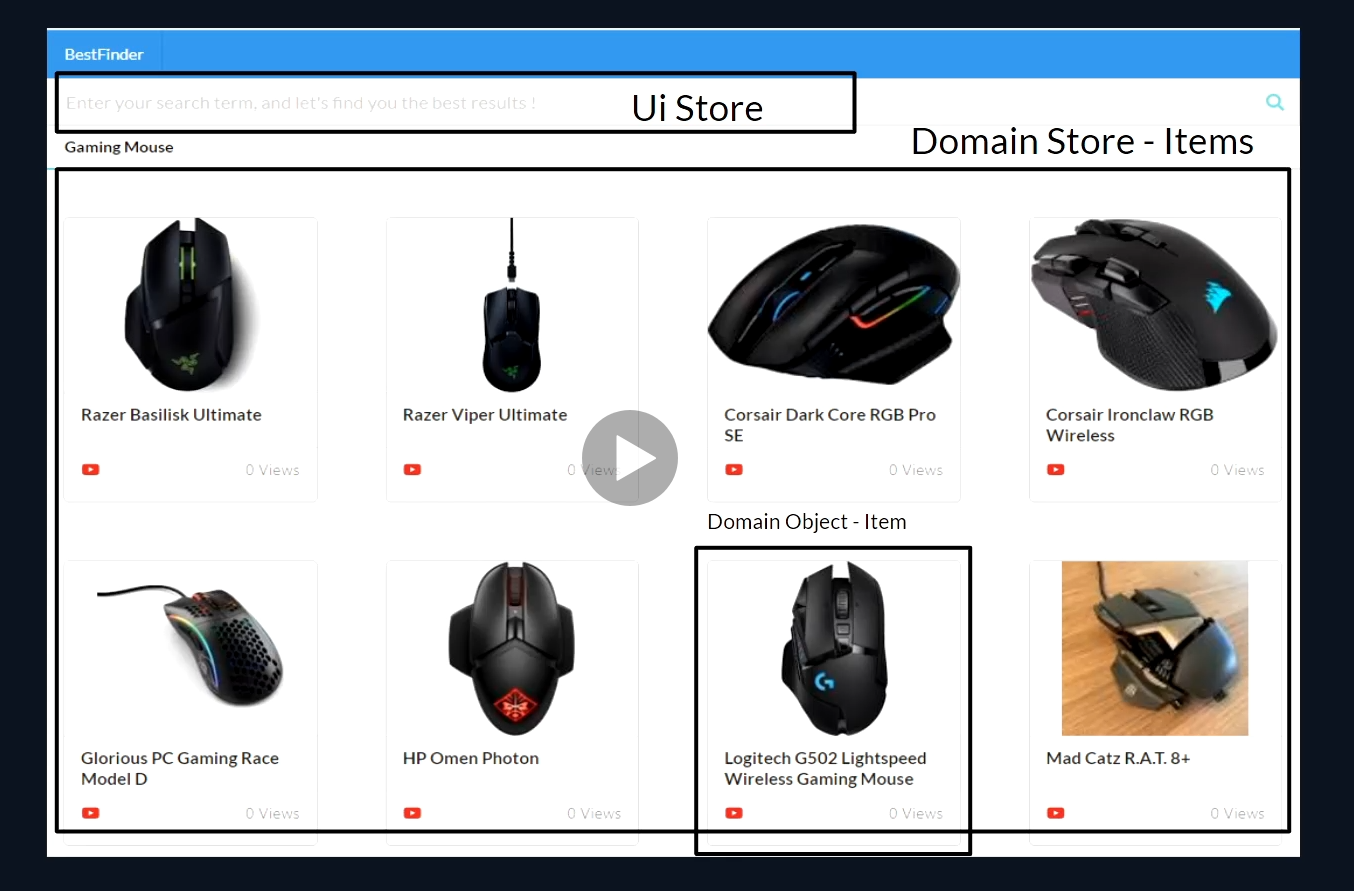 BestFinder
Enter your search term, and let's find you the best results !
Ui Store
Domain Store - Items
Gaming Mouse
Razer Basilisk Ultimate
Razer Viper Ultimate
Corsair Dark Core RGB Pro
SE
Corsair Ironclaw RGB
Wireless
0 Views
0 Views
0 Views
0 Views
Domain Object - Item
Glorious PC Gaming Race
Model D
HP Omen Photon
Logitech G502 Lightspeed
Wireless Gaming Mouse
Mad Catz R.A.T. 8+
0 Views
0 Views
0 Views
0 Views